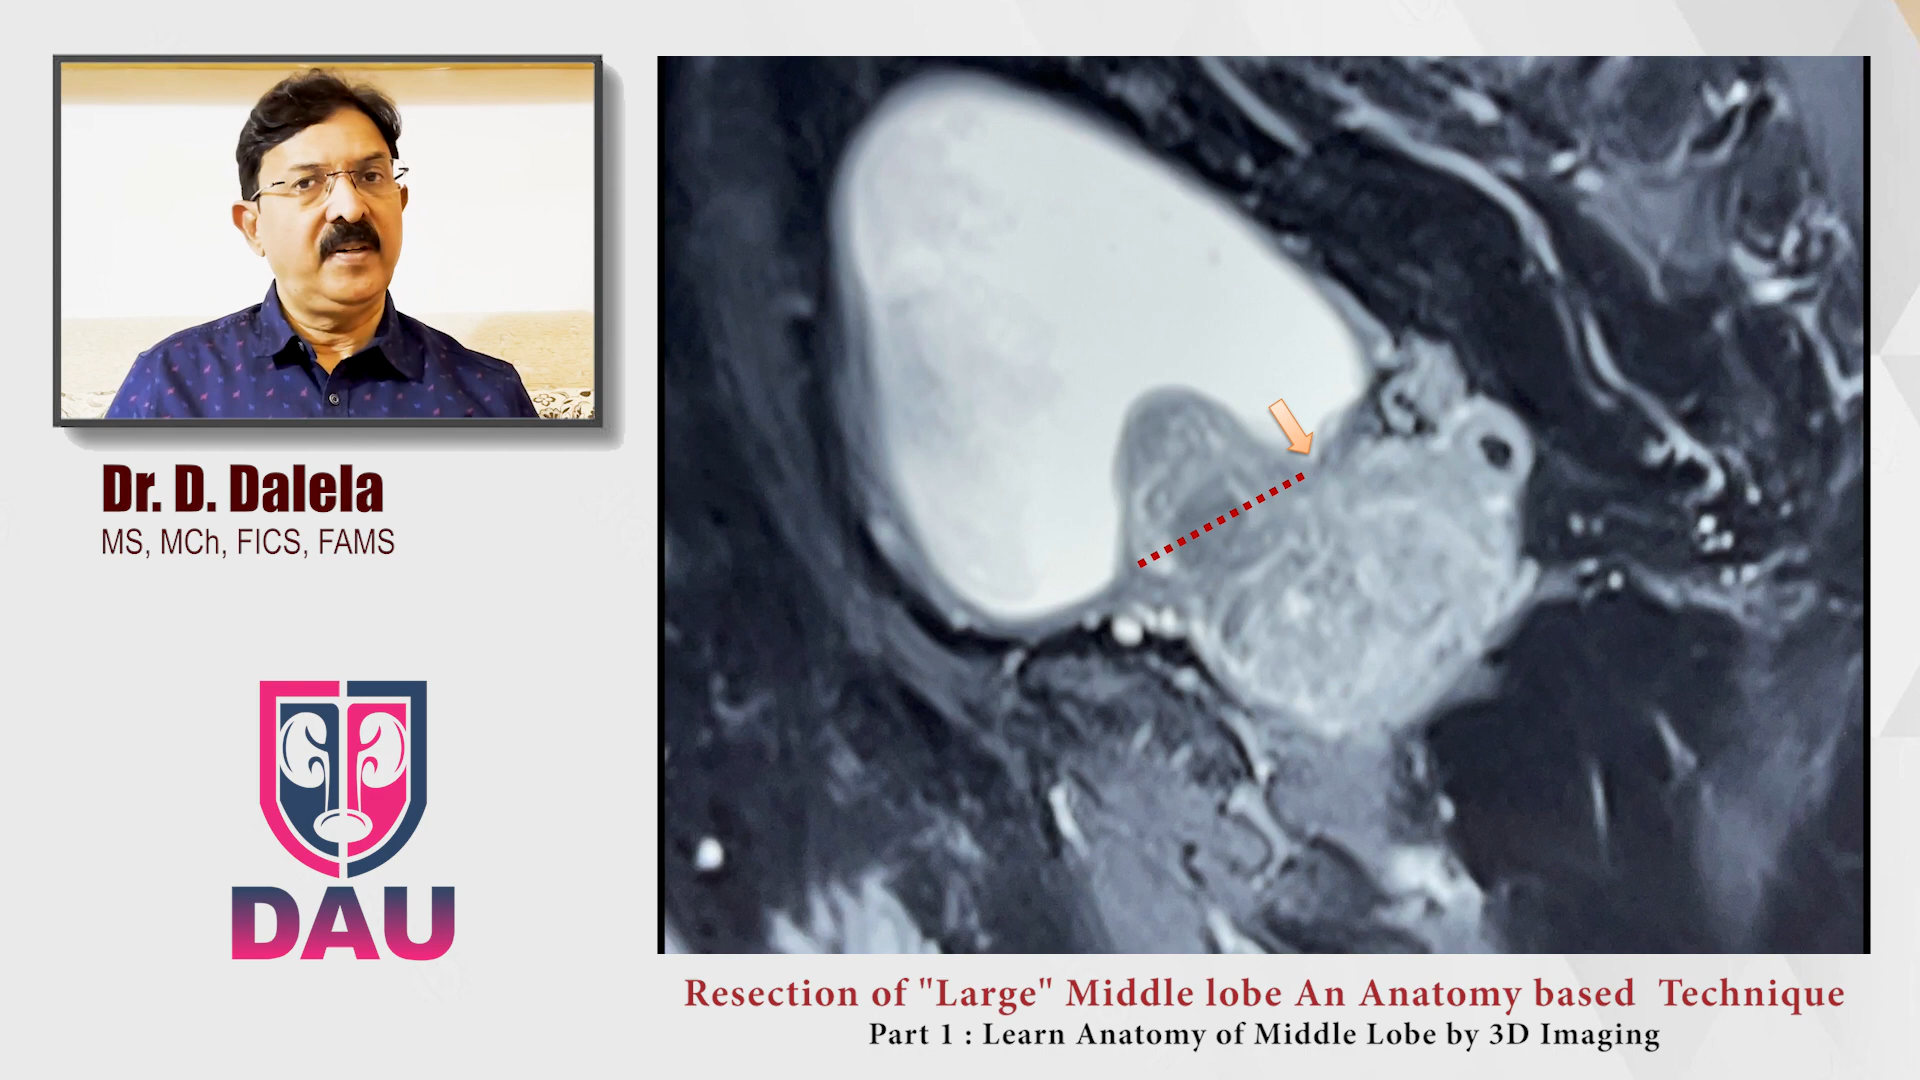 Dr. D. Dalela
MS, MCh, FICS, FAMS
DAU
Resection of "Large" Middle lobe An Anatomy based  Technique
Part 1 : Learn Anatomy of Middle Lobe by 3D Imaging